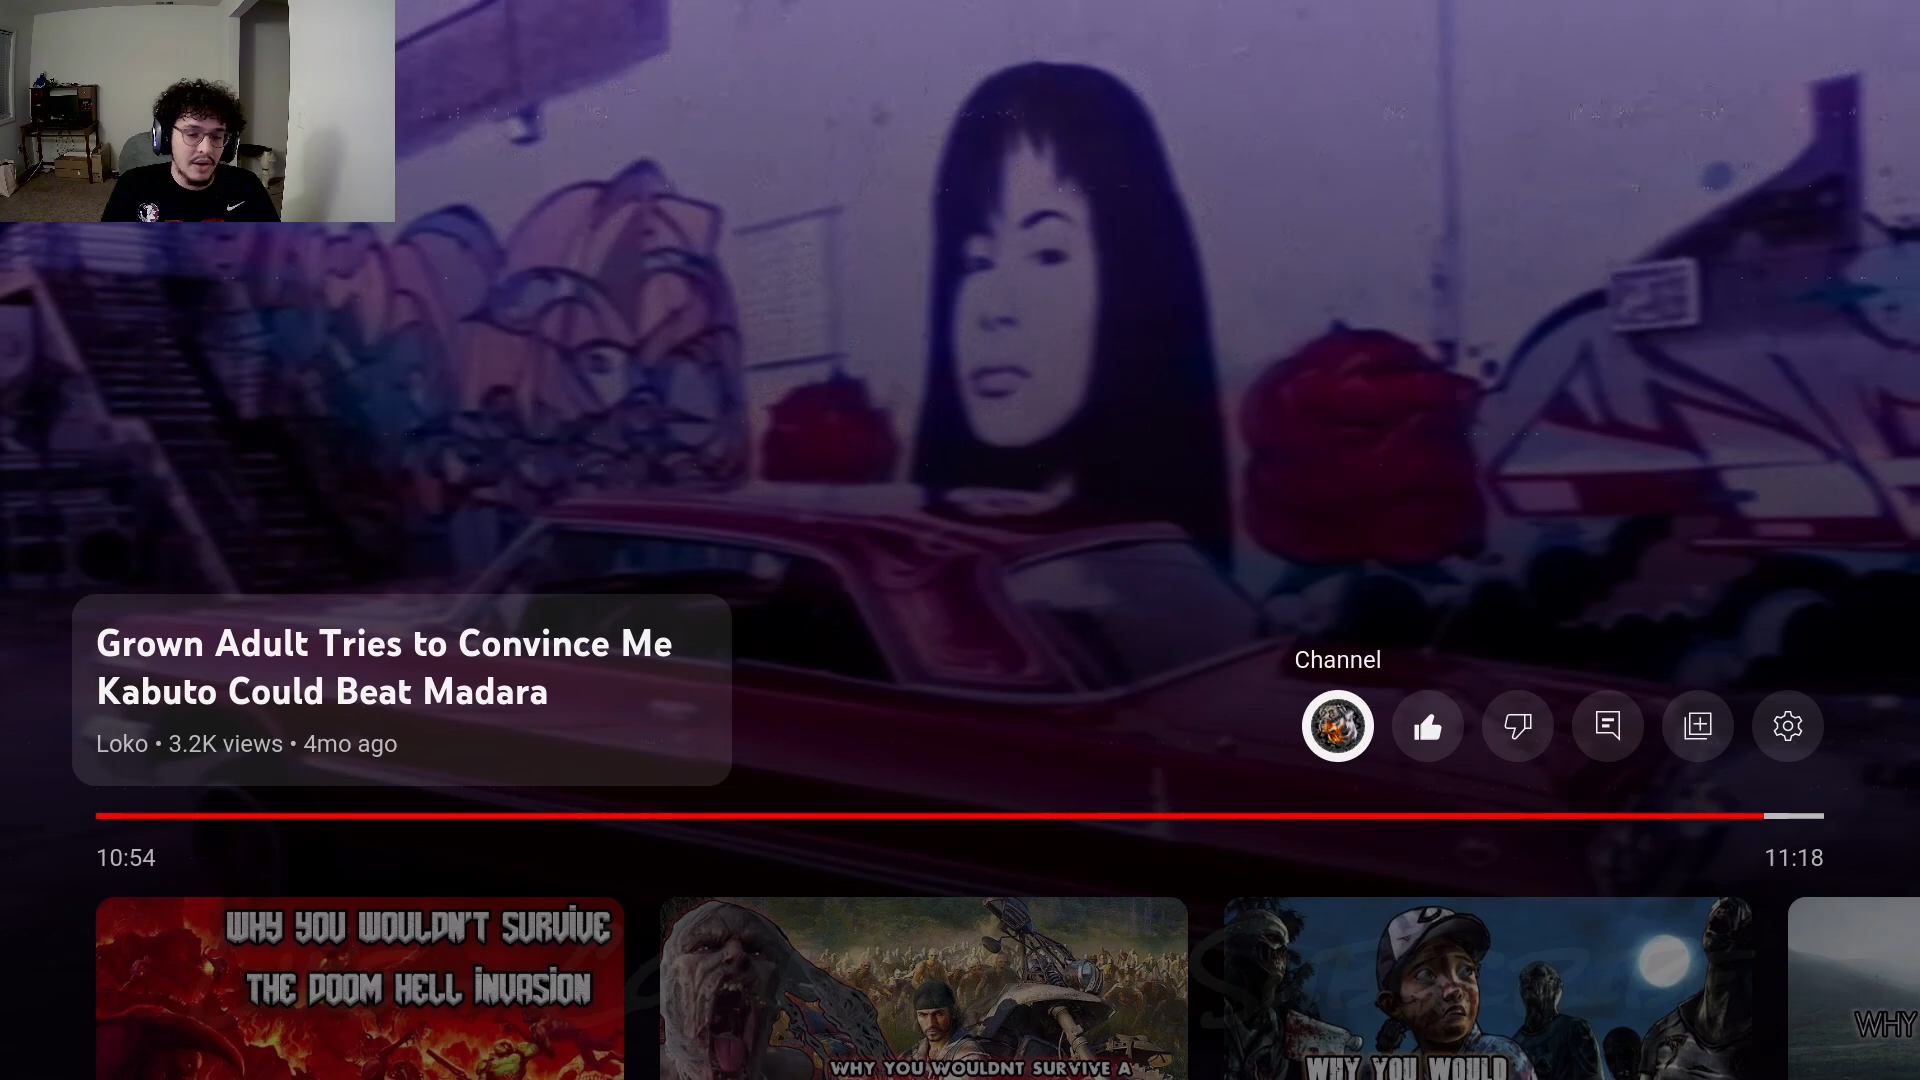 Grown Adult Tries to Convince Me
Kabuto Could Beat Madara
Loko • 3.2K views • 4mo ago
Channel
10:54
11:18
WHY YOU WOULDN'T SURVIVE
THE DOOM HELL INVASION
WHY YOU WOULDNT SURVIVE A
WHY YOU WOULD
WHY